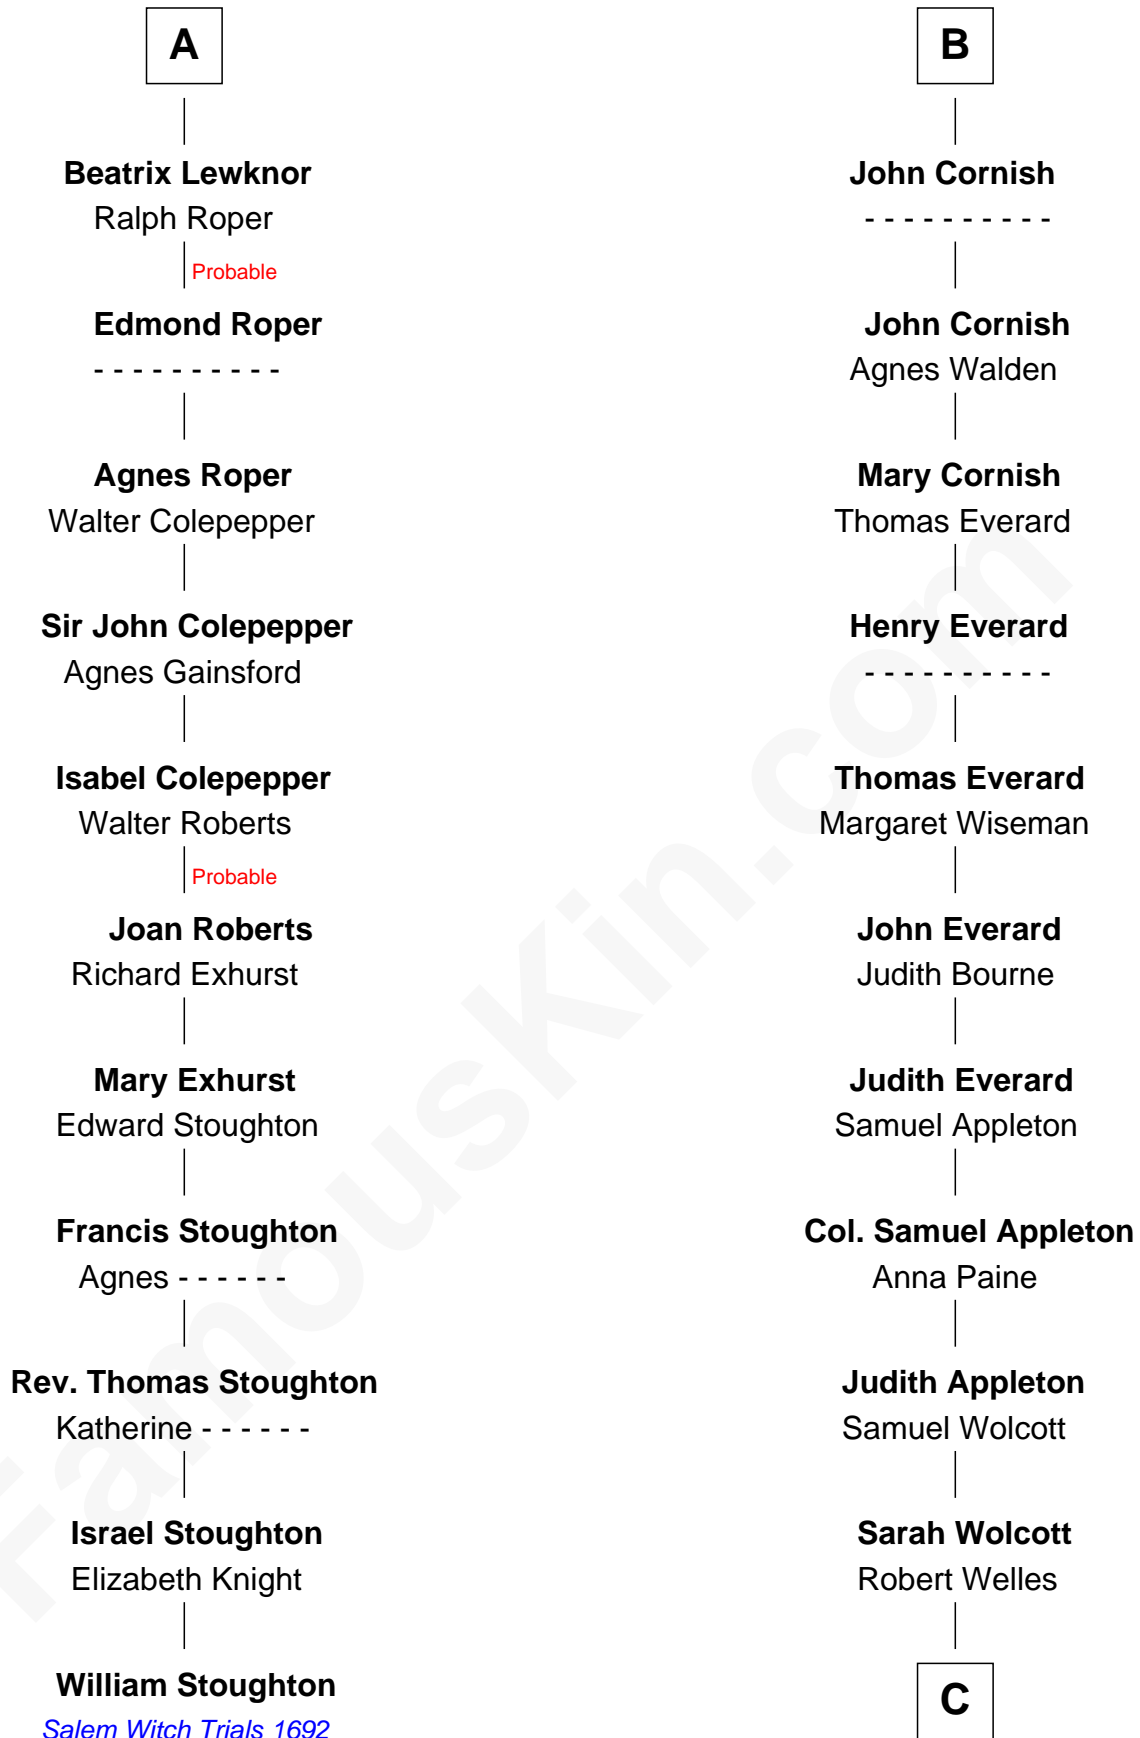 A
Beatrix Lewknor
Ralph Roper
Probable
Edmond Roper
- - - - - - - - - -
Agnes Roper
Walter Colepepper
Sir John Colepepper
Agnes Gainsford
Isabel Colepepper
Walter Roberts
Probable
Joan Roberts
Richard Exhurst
Mary Exhurst
Edward Stoughton
Francis Stoughton
Agnes - - - - - -
Rev. Thomas Stoughton
Katherine - - - - - -
Israel Stoughton
Elizabeth Knight
William Stoughton
Salem Witch Trials 1692
B
John Cornish
- - - - - - - - - -
John Cornish
Agnes Walden
Mary Cornish
Thomas Everard
Henry Everard
- - - - - - - - - -
Thomas Everard
Margaret Wiseman
John Everard
Judith Bourne
Judith Everard
Samuel Appleton
Col. Samuel Appleton
Anna Paine
Judith Appleton
Samuel Wolcott
Sarah Wolcott
Robert Welles
C
FamousKin.com